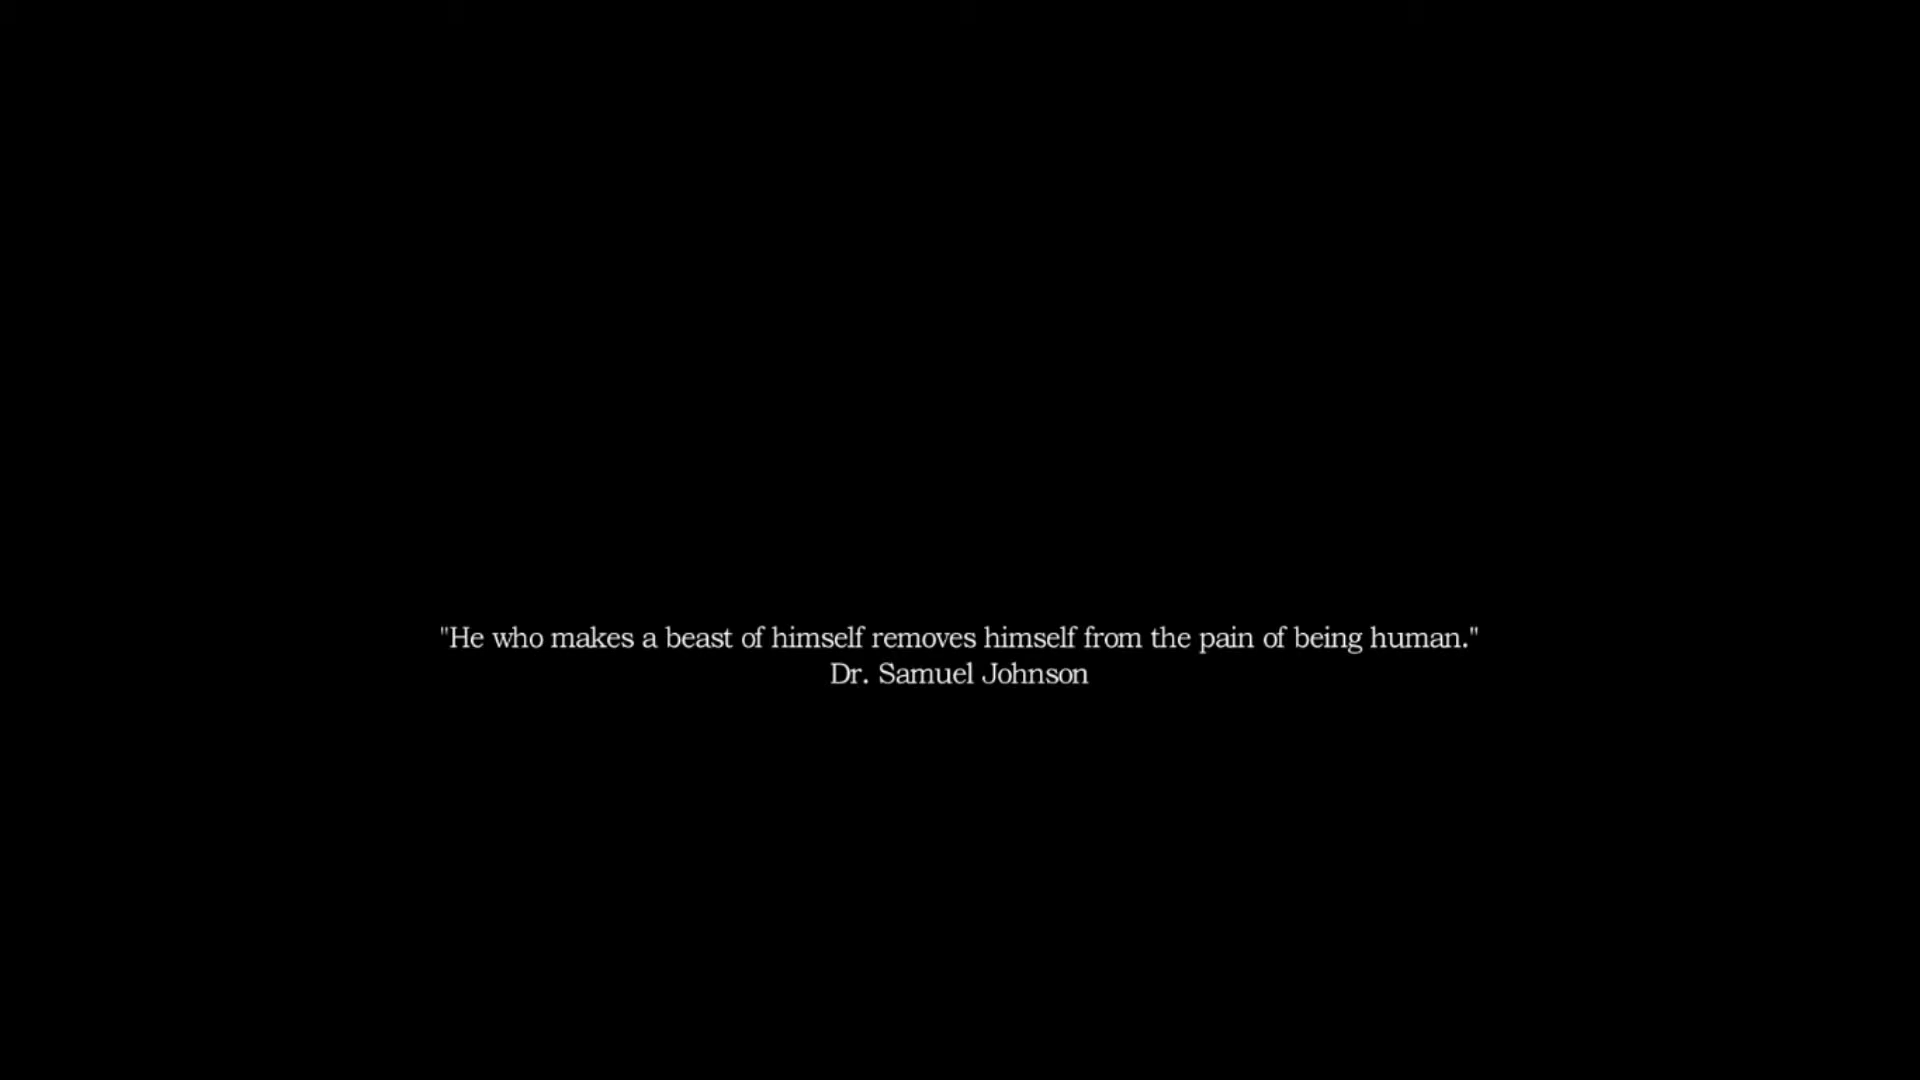 "He who makes a beast of himself removes himself from the pain of being human."
Dr. Samuel Johnson